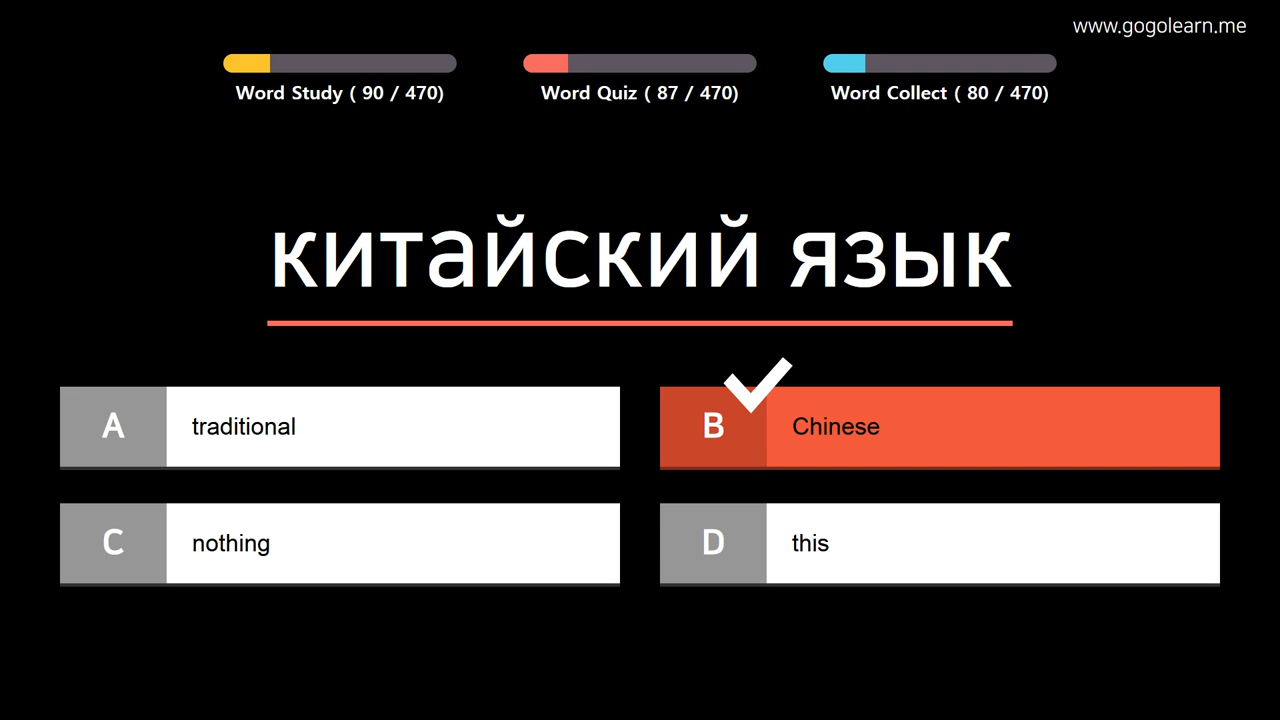 www.gogolearn.me
Word Study ( 90 / 470)
Word Quiz ( 87 / 470)
Word Collect ( 80 / 470)
китайский язык
A traditional
B Chinese
C nothing
D this